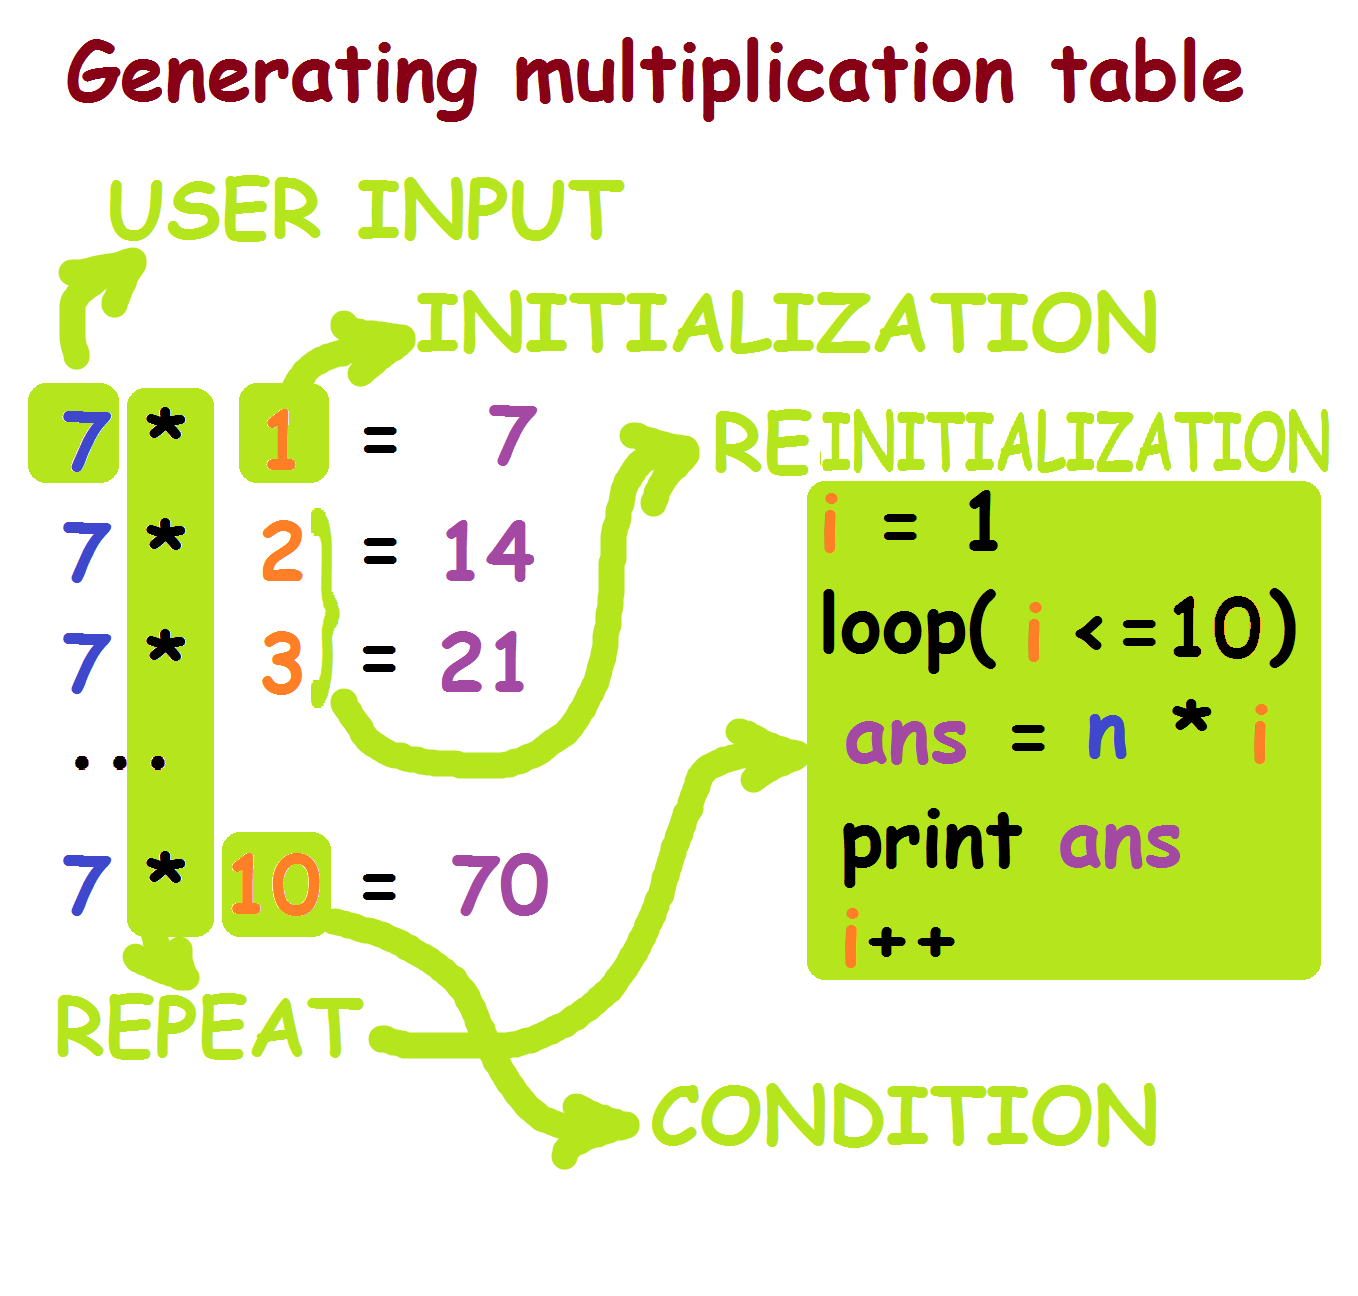 Generating multiplication table
USER INPUT
INITIALIZATION
7 * 1 = 7
7 * 2 = 14
7 * 3 = 21
...
7 * 10 = 70
REPEAT
CONDITION
REINITIALIZATION
i = 1
loop( i <=10)
ans = n * i
print ans
i++